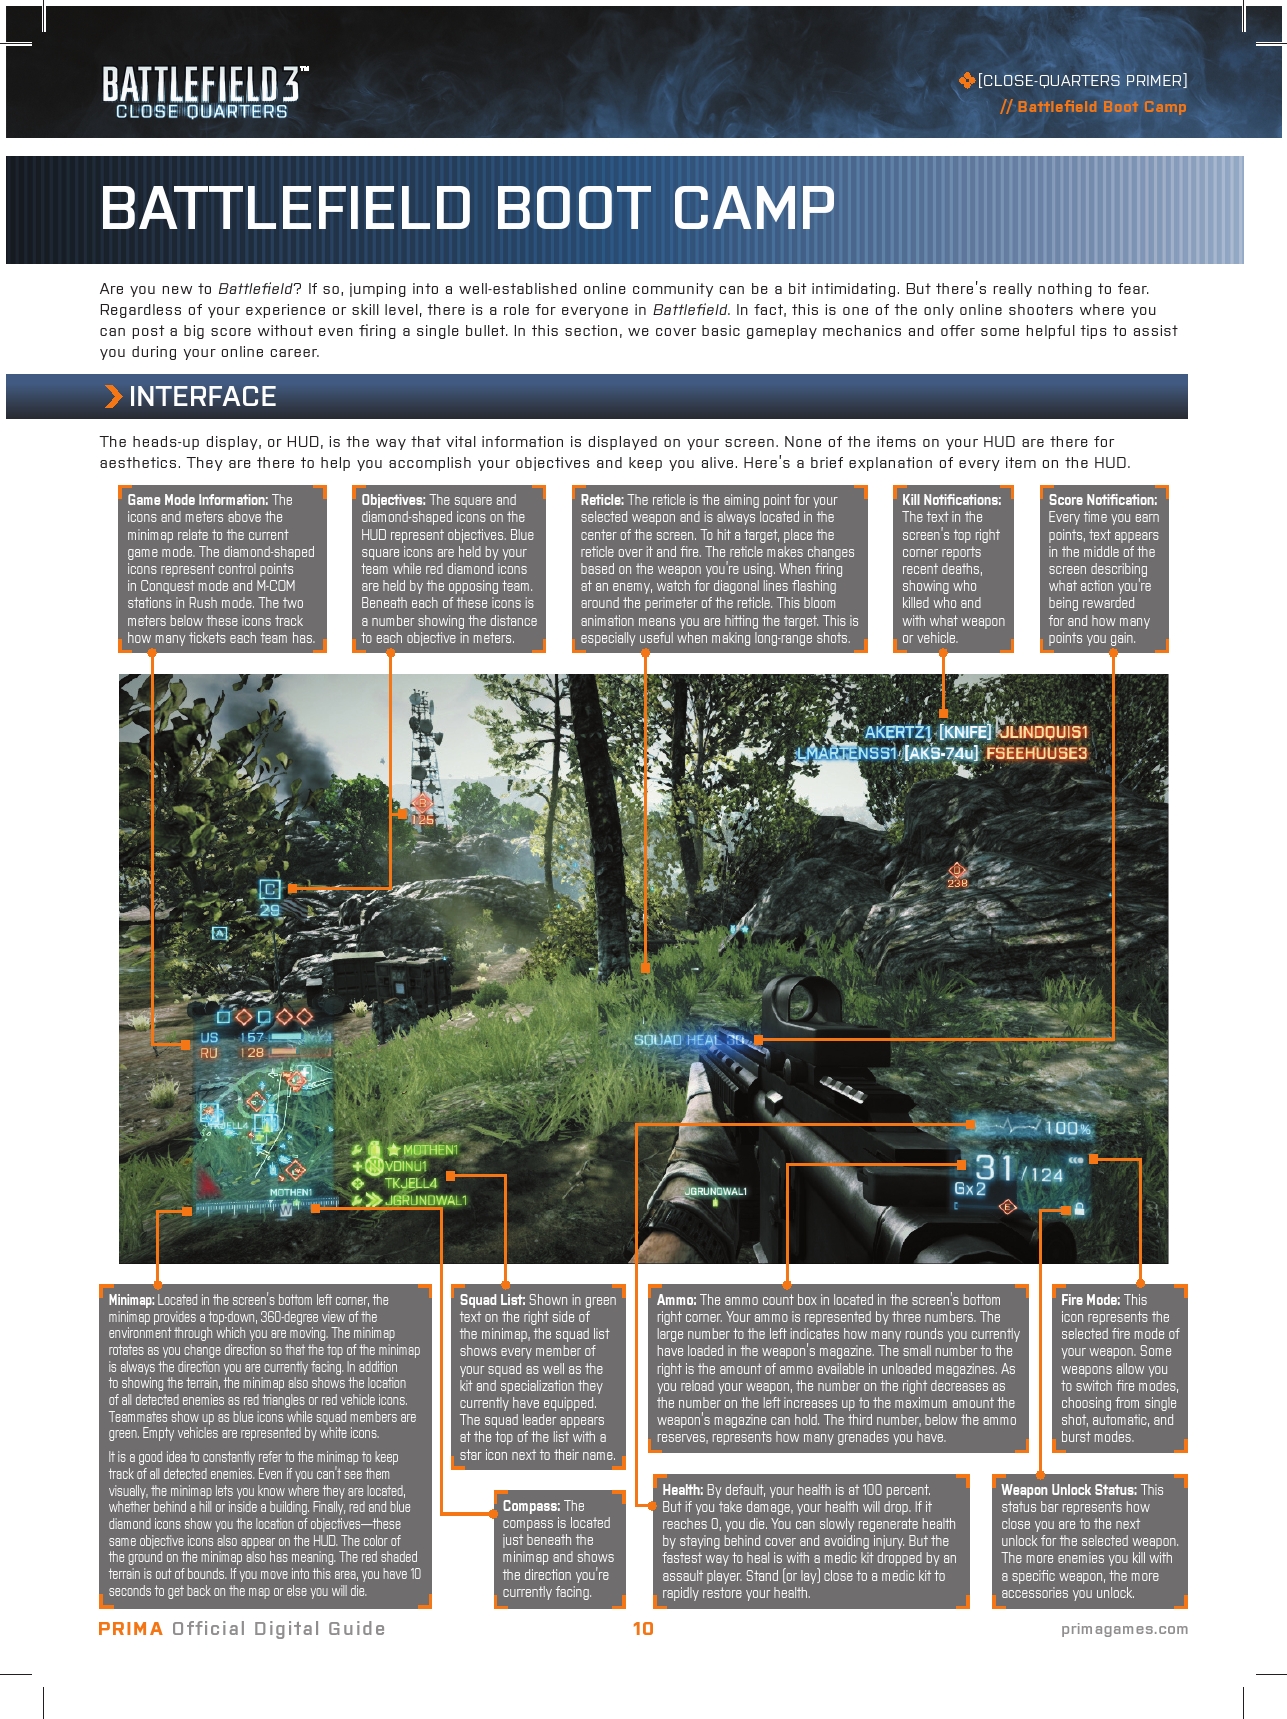 BATTLEFIELD 3™
CLOSE QUARTERS
[CLOSE-QUARTERS PRIMER]
// Battlefield Boot Camp
BATTLEFIELD BOOT CAMP
Are you new to Battlefield? If so, jumping into a well-established online community can be a bit intimidating. But there's really nothing to fear.
Regardless of your experience or skill level, there is a role for everyone in Battlefield. In fact, this is one of the only online shooters where you
can post a big score without even firing a single bullet. In this section, we cover basic gameplay mechanics and offer some helpful tips to assist
you during your online career.
INTERFACE
The heads-up display, or HUD, is the way that vital information is displayed on your screen. None of the items on your HUD are there for
aesthetics. They are there to help you accomplish your objectives and keep you alive. Here's a brief explanation of every item on the HUD.
Game Mode Information: The
icons and meters above the
minimap relate to the current
game mode. The diamond-shaped
icons represent control points
in Conquest mode and M-COM
stations in Rush mode. The two
meters below these icons track
how many tickets each team has.
Objectives: The square and
diamond-shaped icons on the
HUD represent objectives. Blue
square icons are held by your
team while red diamond icons
are held by the opposing team.
Beneath each of these icons is
a number showing the distance
to each objective in meters.
Reticle: The reticle is the aiming point for your
selected weapon and is always located in the
center of the screen. To hit a target, place the
reticle over it and fire. The reticle makes changes
based on the weapon you're using. When firing
at an enemy, watch for diagonal lines flashing
around the perimeter of the reticle. This bloom
animation means you are hitting the target. This is
especially useful when making long-range shots.
Kill Notifications:
The text in the
screen's top right
corner reports
recent deaths,
showing who
killed who and
with what weapon
or vehicle.
Score Notification:
Every time you earn
points, text appears
in the middle of the
screen describing
what action you're
being rewarded
for and how many
points you gain.
AKERTZ1 [KNIFE] JLINDQUIS1
LMARTENSS1 [AKS-74u] FSEEHUUSE3
B
125
D
238
C
29
A
US 157
RU 128
SQUAD HEAL 30
TKJELL4
MOTHEN1
W
MOTHEN1
VDINU1
TKJELL4
JGRUNDWAL1
JGRUNDWAL1
100%
31/124
Gx2
E
Minimap: Located in the screen's bottom left corner, the
minimap provides a top-down, 360-degree view of the
environment through which you are moving. The minimap
rotates as you change direction so that the top of the minimap
is always the direction you are currently facing. In addition
to showing the terrain, the minimap also shows the location
of all detected enemies as red triangles or red vehicle icons.
Teammates show up as blue icons while squad members are
green. Empty vehicles are represented by white icons.
It is a good idea to constantly refer to the minimap to keep
track of all detected enemies. Even if you can't see them
visually, the minimap lets you know where they are located,
whether behind a hill or inside a building. Finally, red and blue
diamond icons show you the location of objectives—these
same objective icons also appear on the HUD. The color of
the ground on the minimap also has meaning. The red shaded
terrain is out of bounds. If you move into this area, you have 10
seconds to get back on the map or else you will die.
Squad List: Shown in green
text on the right side of
the minimap, the squad list
shows every member of
your squad as well as the
kit and specialization they
currently have equipped.
The squad leader appears
at the top of the list with a
star icon next to their name.
Compass: The
compass is located
just beneath the
minimap and shows
the direction you're
currently facing.
Ammo: The ammo count box in located in the screen's bottom
right corner. Your ammo is represented by three numbers. The
large number to the left indicates how many rounds you currently
have loaded in the weapon's magazine. The small number to the
right is the amount of ammo available in unloaded magazines. As
you reload your weapon, the number on the right decreases as
the number on the left increases up to the maximum amount the
weapon's magazine can hold. The third number, below the ammo
reserves, represents how many grenades you have.
Fire Mode: This
icon represents the
selected fire mode of
your weapon. Some
weapons allow you
to switch fire modes,
choosing from single
shot, automatic, and
burst modes.
Health: By default, your health is at 100 percent.
But if you take damage, your health will drop. If it
reaches 0, you die. You can slowly regenerate health
by staying behind cover and avoiding injury. But the
fastest way to heal is with a medic kit dropped by an
assault player. Stand (or lay) close to a medic kit to
rapidly restore your health.
Weapon Unlock Status: This
status bar represents how
close you are to the next
unlock for the selected weapon.
The more enemies you kill with
a specific weapon, the more
accessories you unlock.
PRIMA Official Digital Guide
10
primagames.com